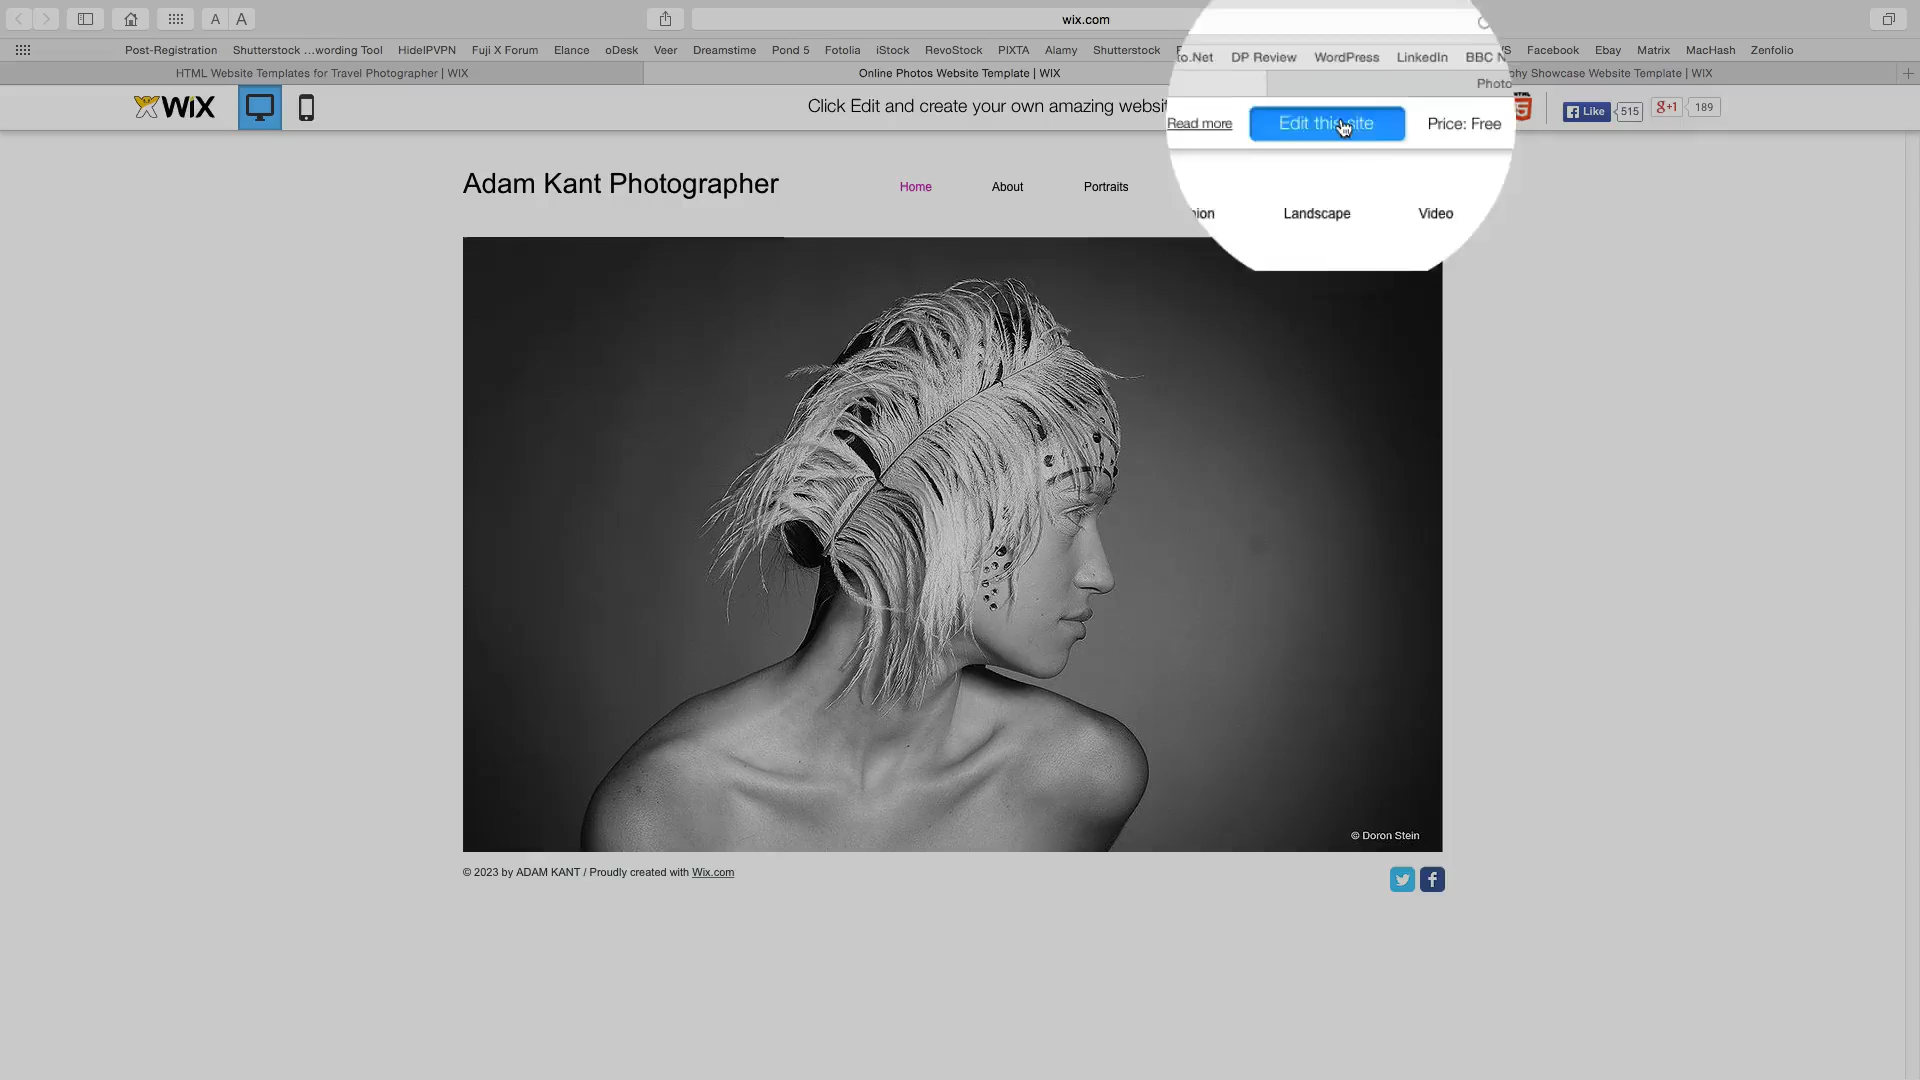 A A
wix.com
Post-Registration Shutterstock ...wording Tool HideIPVPN Fuji X Forum Elance oDesk Veer Dreamstime Pond 5 Fotolia iStock RevoStock PIXTA Alamy Shutterstock to.Net DP Review WordPress LinkedIn BBC N S Facebook Ebay Matrix MacHash Zenfolio
HTML Website Templates for Travel Photographer | WIX Online Photos Website Template | WIX Photo hy Showcase Website Template | WIX
WiX Click Edit and create your own amazing websit Read more Edit this site Price: Free HTML Like 515 g+1 189
Adam Kant Photographer Home About Portraits ion Landscape Video
© Doron Stein
© 2023 by ADAM KANT / Proudly created with Wix.com